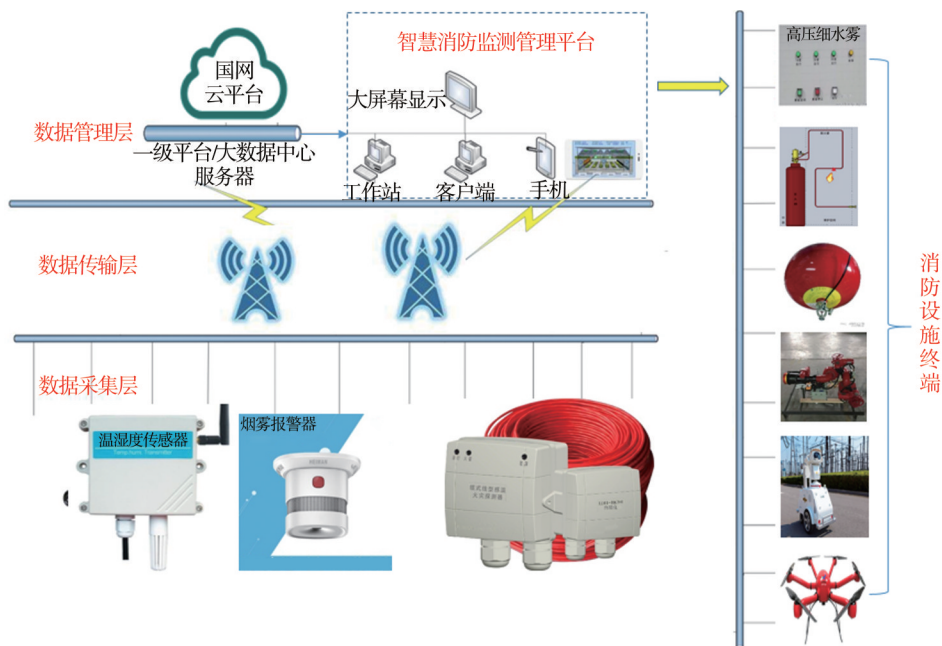 国网
云平台
智慧消防监测管理平台
大屏幕显示
数据管理层
一级平台/大数据中心
服务器
工作站
客户端
手机
数据传输层
数据采集层
温湿度传感器
烟雾报警器
高压细水雾
消防设施终端